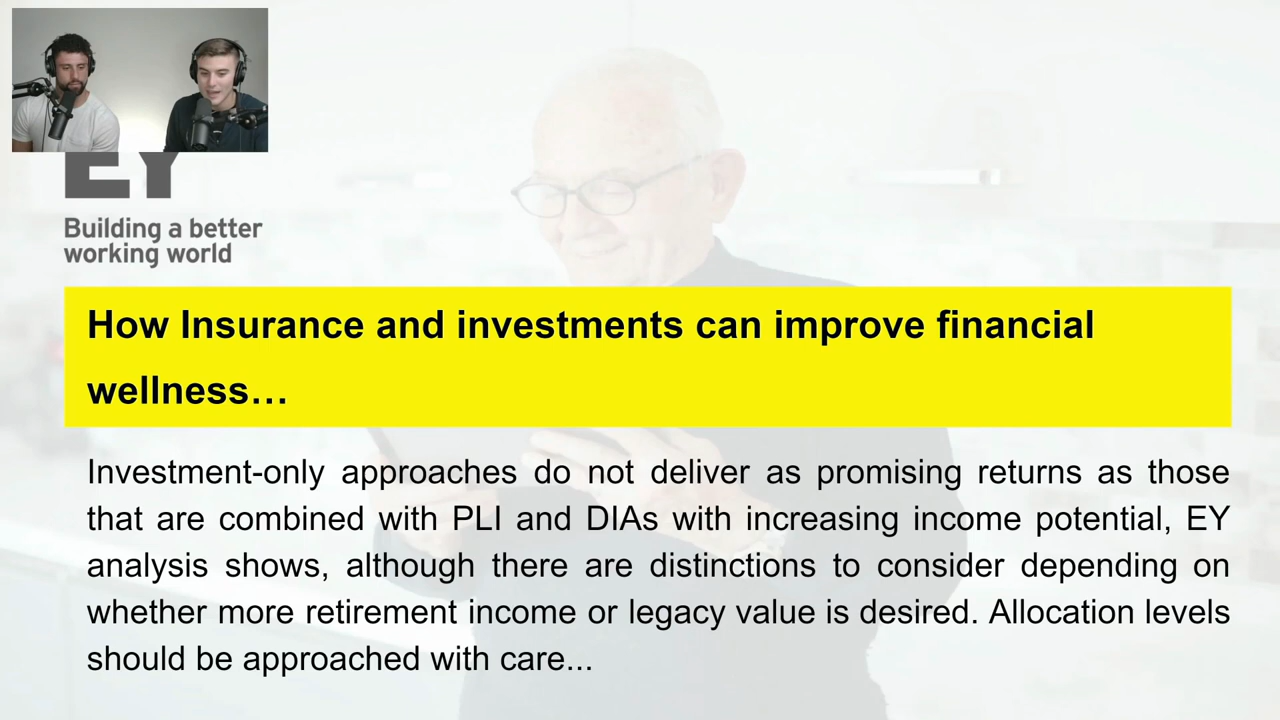 EY
Building a better
working world
How Insurance and investments can improve financial
wellness…
Investment-only approaches do not deliver as promising returns as those
that are combined with PLI and DIAs with increasing income potential, EY
analysis shows, although there are distinctions to consider depending on
whether more retirement income or legacy value is desired. Allocation levels
should be approached with care...